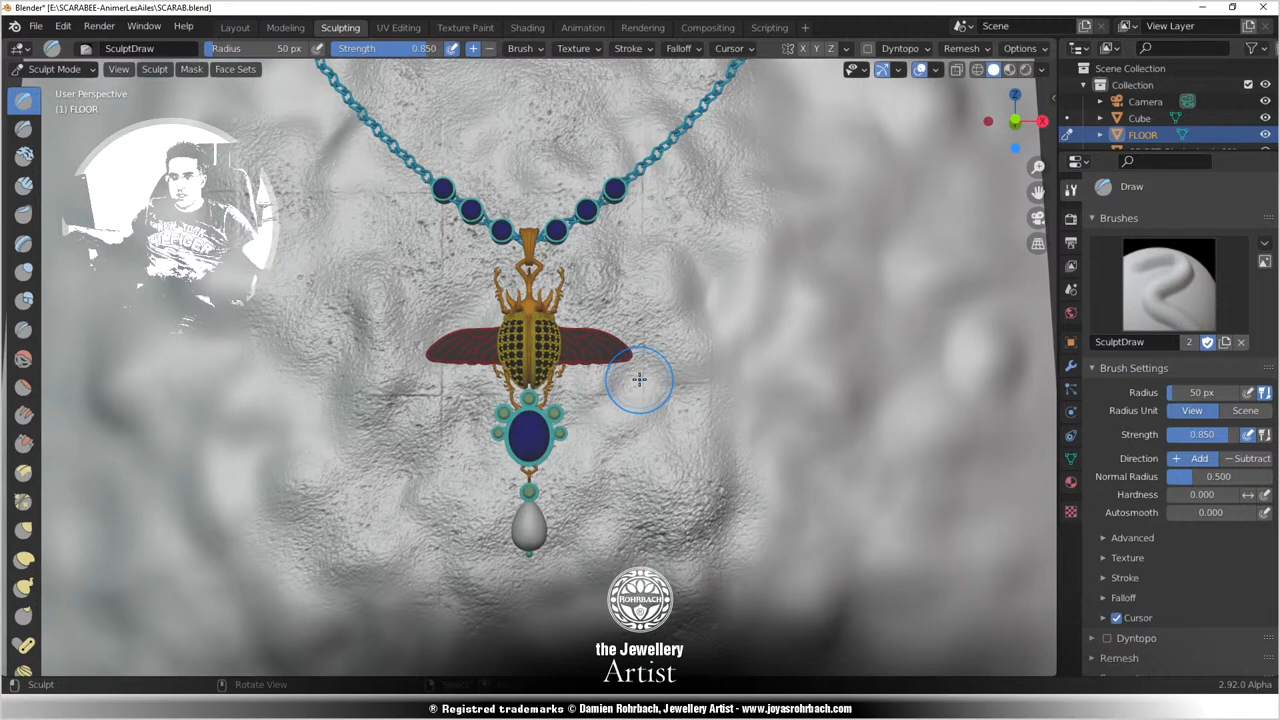 Blender* [E:\SCARABEE-AnimerLesAiles\SCARAB.blend]
File Edit Render Window Help Layout Modeling Sculpting UV Editing Texture Paint Shading Animation Rendering Compositing Scripting Scene View Layer
SculptDraw Radius 50 px Strength 0.850 Brush Texture Stroke Falloff Cursor X Y Z Dyntopo Remesh Options
Sculpt Mode View Sculpt Mask Face Sets
Scene Collection
Collection
Camera
Cube
FLOOR
User Perspective
(1) FLOOR
Z
X
Draw
Brushes
SculptDraw 2
Brush Settings
Radius 50 px
Radius Unit View Scene
Strength 0.850
Direction + Add − Subtract
Normal Radius 0.500
Hardness 0.000
Autosmooth 0.000
Advanced
Texture
Stroke
Falloff
Cursor
Dyntopo
Remesh
NEW YORK
ROHRBACH
the Jewellery
Artist
Sculpt Rotate View Select 2.92.0 Alpha
® Registered trademarks © Damien Rohrbach, Jewellery Artist - www.joyasrohrbach.com